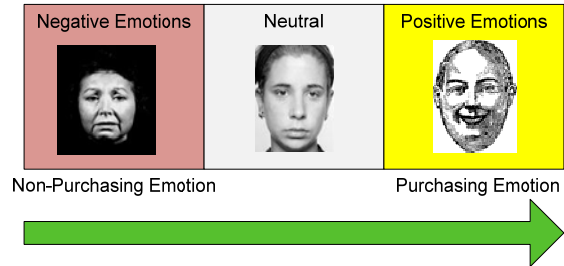 Negative Emotions
Neutral
Positive Emotions
Non-Purchasing Emotion
Purchasing Emotion